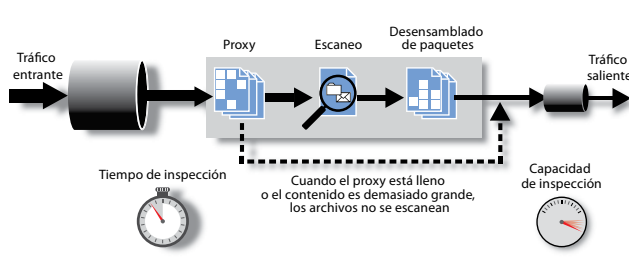 Tráfico
entrante
Proxy
Escaneo
Desensamblado
de paquetes
Tráfico
saliente
Tiempo de inspección
Cuando el proxy está lleno
o el contenido es demasiado grande,
los archivos no se escanean
Capacidad
de inspección